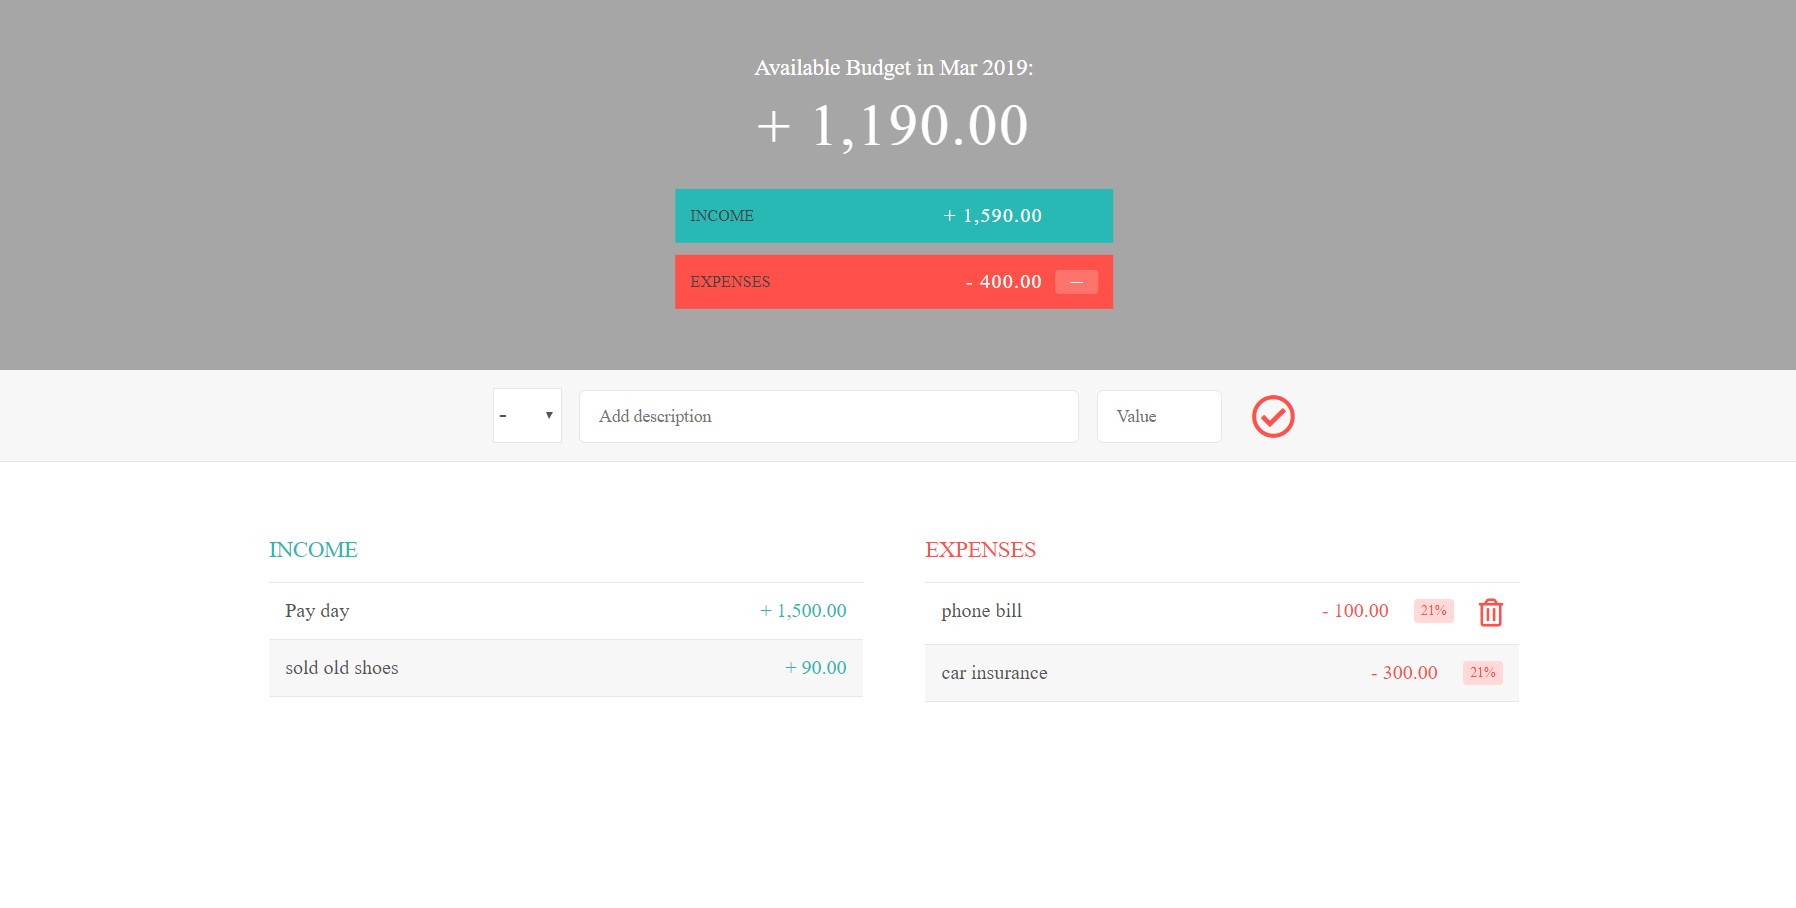 Available Budget in Mar 2019:
+ 1,190.00
INCOME + 1,590.00
EXPENSES - 400.00 —
- ▼ Add description Value
INCOME
Pay day + 1,500.00
sold old shoes + 90.00
EXPENSES
phone bill - 100.00 21%
car insurance - 300.00 21%